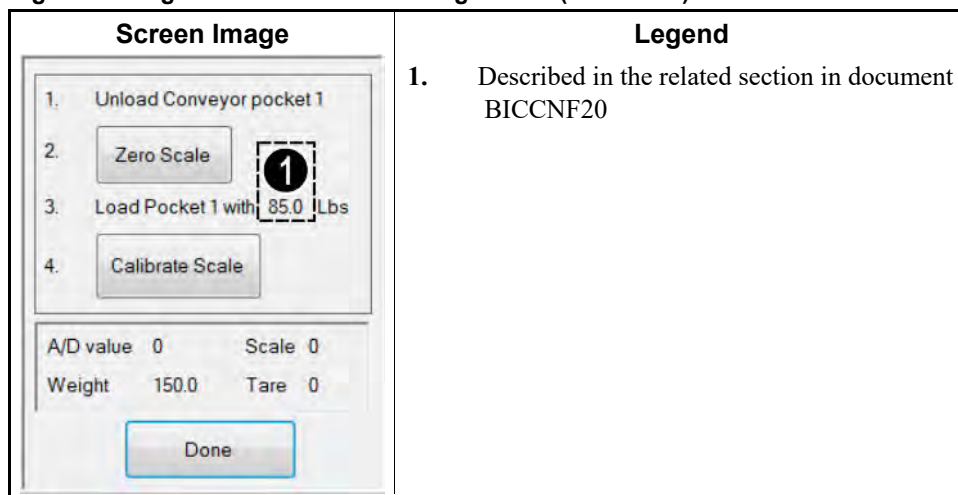 Screen Image
Legend
1. Unload Conveyor pocket 1
2. Zero Scale
1
3. Load Pocket 1 with 85.0 Lbs
4. Calibrate Scale
A/D value 0 Scale 0
Weight 150.0 Tare 0
Done
1. Described in the related section in document
BICCNF20